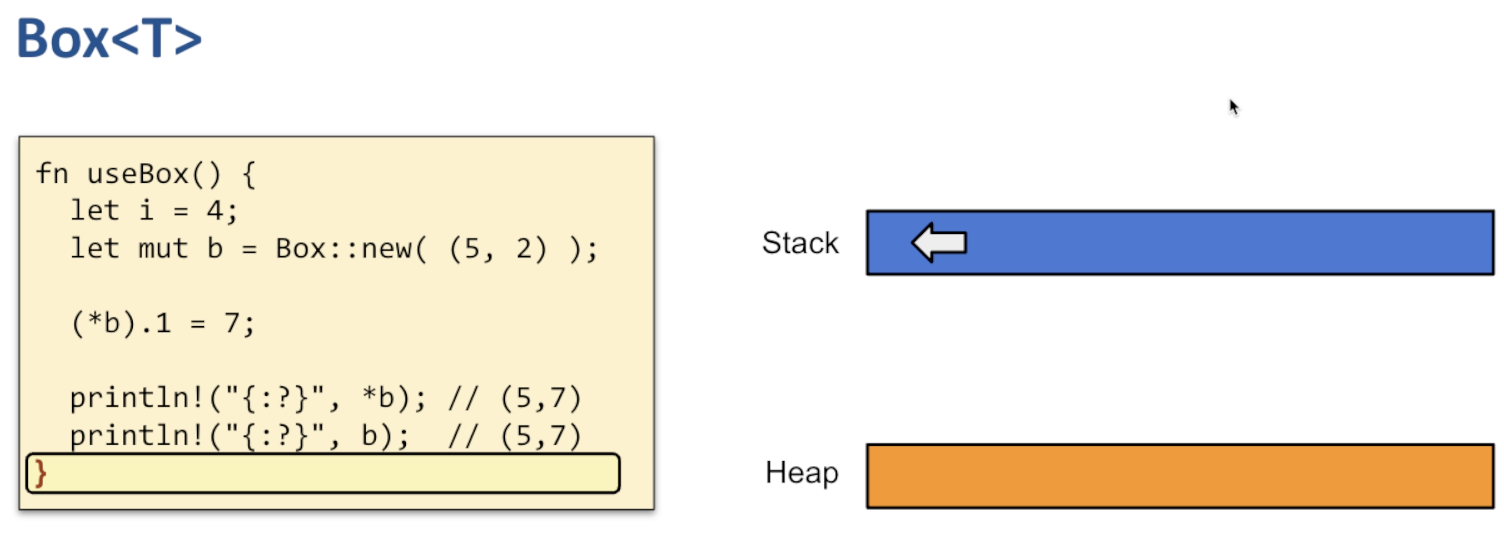 Box<T>
fn useBox() {
let i = 4;
let mut b = Box::new( (5, 2) );
(*b).1 = 7;
println!("{:?}", *b); // (5,7)
println!("{:?}", b);  // (5,7)
}
Stack
Heap